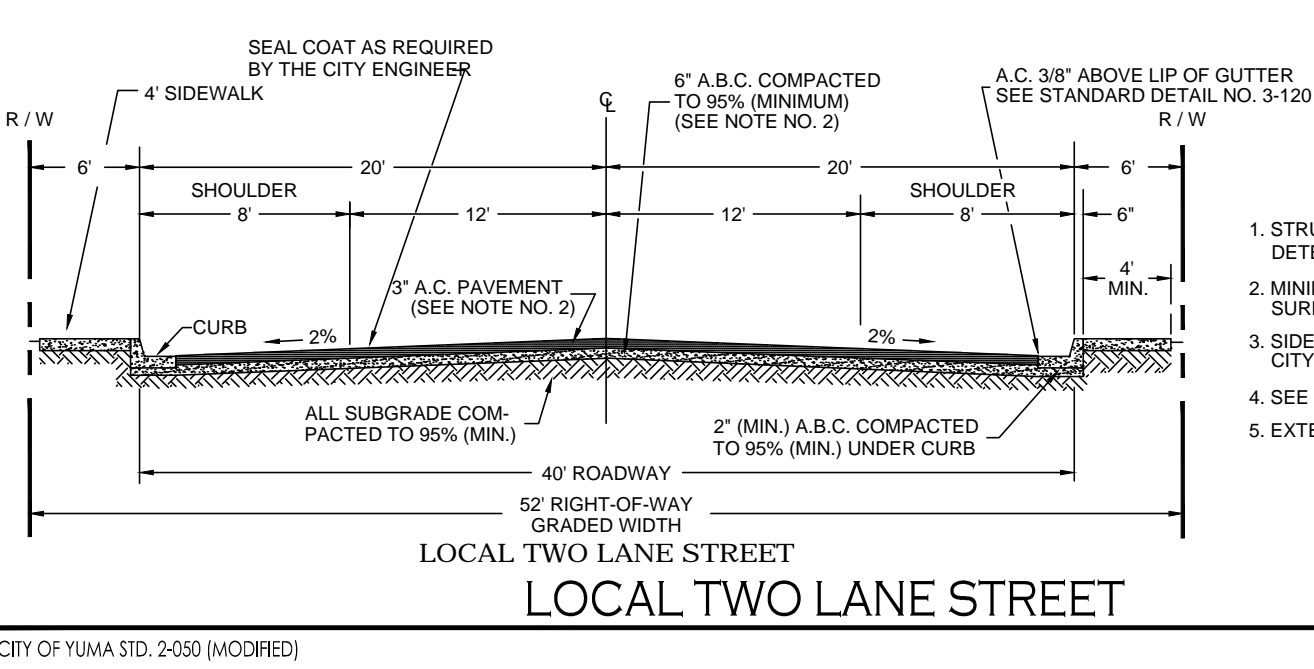 SEAL COAT AS REQUIRED
BY THE CITY ENGINEER
4' SIDEWALK
6" A.B.C. COMPACTED
TO 95% (MINIMUM)
(SEE NOTE NO. 2)
A.C. 3/8" ABOVE LIP OF GUTTER
SEE STANDARD DETAIL NO. 3-120
R / W
℄
R / W
6'
20'
20'
6'
SHOULDER
SHOULDER
8'
12'
12'
8'
6"
4'
MIN.
3" A.C. PAVEMENT
(SEE NOTE NO. 2)
CURB
2%
2%
ALL SUBGRADE COM-
PACTED TO 95% (MIN.)
2" (MIN.) A.B.C. COMPACTED
TO 95% (MIN.) UNDER CURB
40' ROADWAY
52' RIGHT-OF-WAY
GRADED WIDTH
LOCAL TWO LANE STREET
LOCAL TWO LANE STREET
CITY OF YUMA STD. 2-050 (MODIFIED)
1. STRU
DETE
2. MINI
SUR
3. SIDE
CITY
4. SEE
5. EXTE